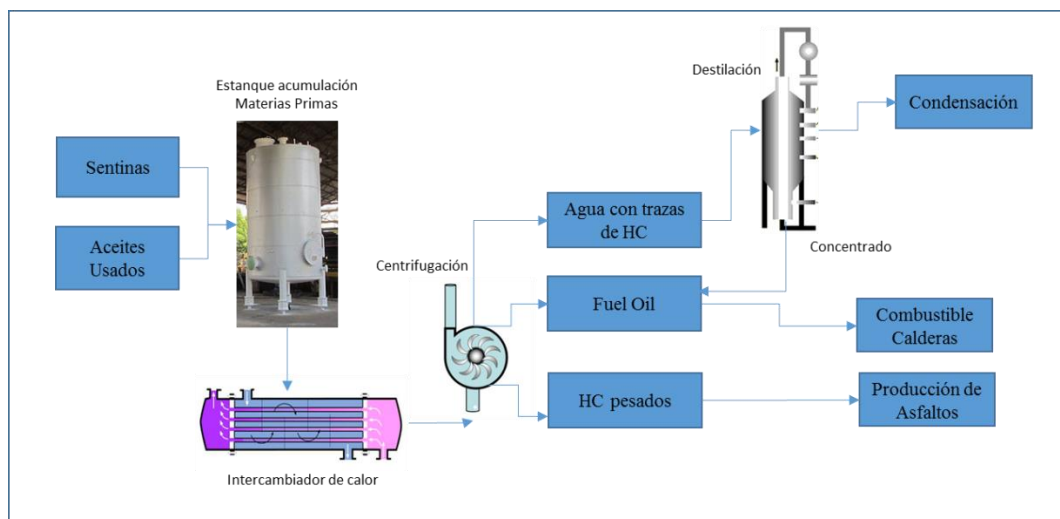 Estanque acumulación
Materias Primas
Sentinas
Aceites
Usados
Intercambiador de calor
Centrifugación
Agua con trazas
de HC
Fuel Oil
HC pesados
Destilación
Concentrado
Condensación
Combustible
Calderas
Producción de
Asfaltos